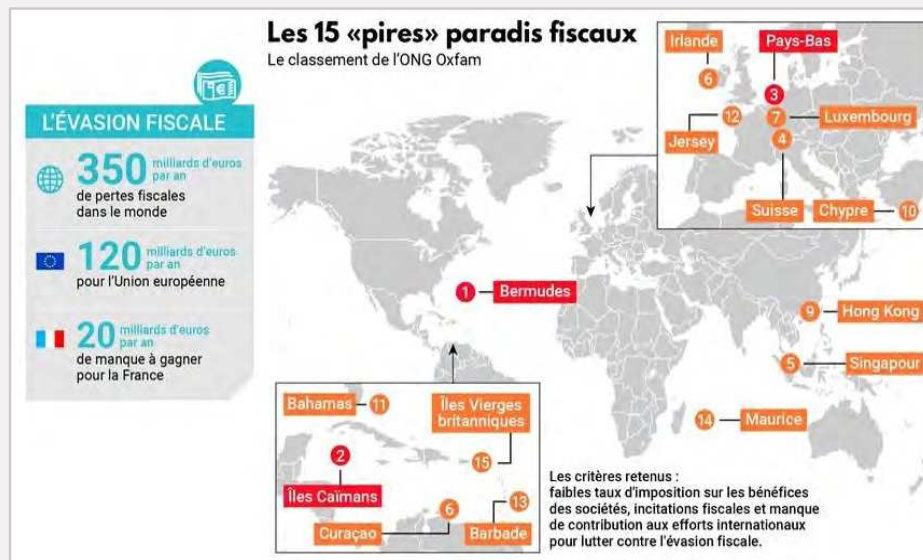 Les 15 «pires» paradis fiscaux
Le classement de l'ONG Oxfam
L'ÉVASION FISCALE
350 milliards d'euros
par an
de pertes fiscales
dans le monde
120 milliards d'euros
par an
pour l'Union européenne
20 milliards d'euros
par an
de manque à gagner
pour la France
Irlande
6
Pays-Bas
3
12
Jersey
7
Luxembourg
4
Suisse
Chypre
10
1
Bermudes
9
Hong Kong
5
Singapour
14
Maurice
Bahamas
11
Îles Vierges
britanniques
2
15
Îles Caïmans
6
13
Curaçao
Barbade
Les critères retenus :
faibles taux d'imposition sur les bénéfices
des sociétés, incitations fiscales et manque
de contribution aux efforts internationaux
pour lutter contre l'évasion fiscale.